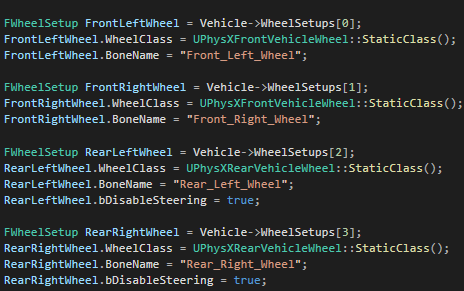 FWheelSetup FrontLeftWheel = Vehicle->WheelSetups[0];
FrontLeftWheel.WheelClass = UPhysXFrontVehicleWheel::StaticClass();
FrontLeftWheel.BoneName = "Front_Left_Wheel";
FWheelSetup FrontRightWheel = Vehicle->WheelSetups[1];
FrontRightWheel.WheelClass = UPhysXFrontVehicleWheel::StaticClass();
FrontRightWheel.BoneName = "Front_Right_Wheel";
FWheelSetup RearLeftWheel = Vehicle->WheelSetups[2];
RearLeftWheel.WheelClass = UPhysXRearVehicleWheel::StaticClass();
RearLeftWheel.BoneName = "Rear_Left_Wheel";
RearLeftWheel.bDisableSteering = true;
FWheelSetup RearRightWheel = Vehicle->WheelSetups[3];
RearRightWheel.WheelClass = UPhysXRearVehicleWheel::StaticClass();
RearRightWheel.BoneName = "Rear_Right_Wheel";
RearRightWheel.bDisableSteering = true;